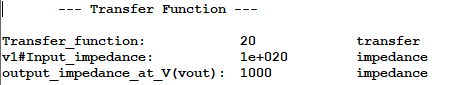 --- Transfer Function ---
Transfer_function: 20 transfer
v1#Input_impedance: 1e+020 impedance
output_impedance_at_V(vout): 1000 impedance